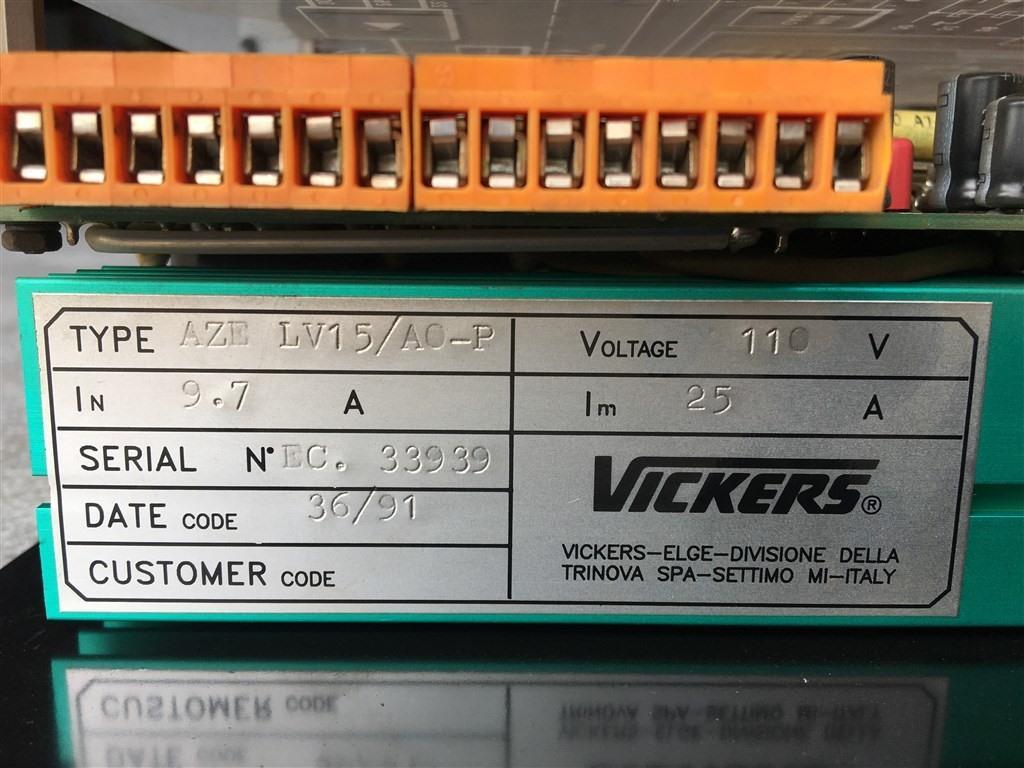 TYPE AZE LV15/A0-P
VOLTAGE 110 V
IN 9.7 A
Im 25 A
SERIAL N° EC. 33939
DATE CODE 36/91
CUSTOMER CODE
VICKERS®
VICKERS-ELGE-DIVISIONE DELLA
TRINOVA SPA-SETTIMO MI-ITALY